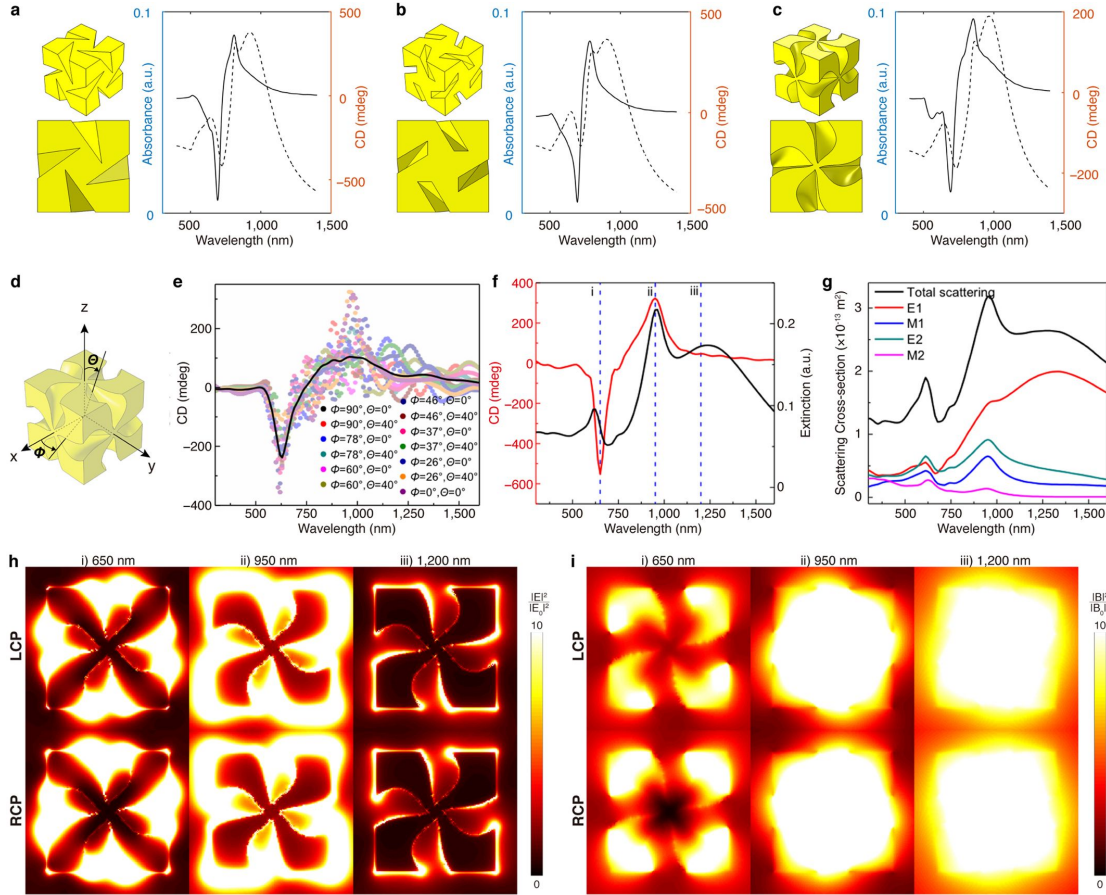 a
0.1
500
Absorbance (a.u.)
CD (mdeg)
0
−500
0
500
1,000
1,500
Wavelength (nm)
b
0.1
500
Absorbance (a.u.)
CD (mdeg)
0
−500
0
500
1,000
1,500
Wavelength (nm)
c
0.1
200
Absorbance (a.u.)
CD (mdeg)
0
−200
0
500
1,000
1,500
Wavelength (nm)
d
z
Θ
x
Φ
y
e
CD (mdeg)
200
100
0
−100
−200
−300
−400
Φ=90°,Θ=0°
Φ=90°,Θ=40°
Φ=78°,Θ=0°
Φ=78°,Θ=40°
Φ=60°,Θ=0°
Φ=60°,Θ=40°
Φ=46°,Θ=0°
Φ=46°,Θ=40°
Φ=37°,Θ=0°
Φ=37°,Θ=40°
Φ=26°,Θ=0°
Φ=26°,Θ=40°
Φ=0°,Θ=0°
500
750
1,000
1,250
1,500
Wavelength (nm)
f
i
ii
iii
CD (mdeg)
400
300
200
100
0
−100
−200
−300
−400
−500
−600
Extinction (a.u.)
0.2
0.1
0
500
750
1,000
1,250
1,500
Wavelength (nm)
g
Total scattering
E1
M1
E2
M2
Scattering Cross-section (×10⁻¹³ m²)
3
2
1
0
500
750
1,000
1,250
1,500
Wavelength (nm)
h
i) 650 nm
ii) 950 nm
iii) 1,200 nm
LCP
RCP
|E|²
|E₀|²
10
0
i
i) 650 nm
ii) 950 nm
iii) 1,200 nm
LCP
RCP
|B|²
|B₀|
10
0